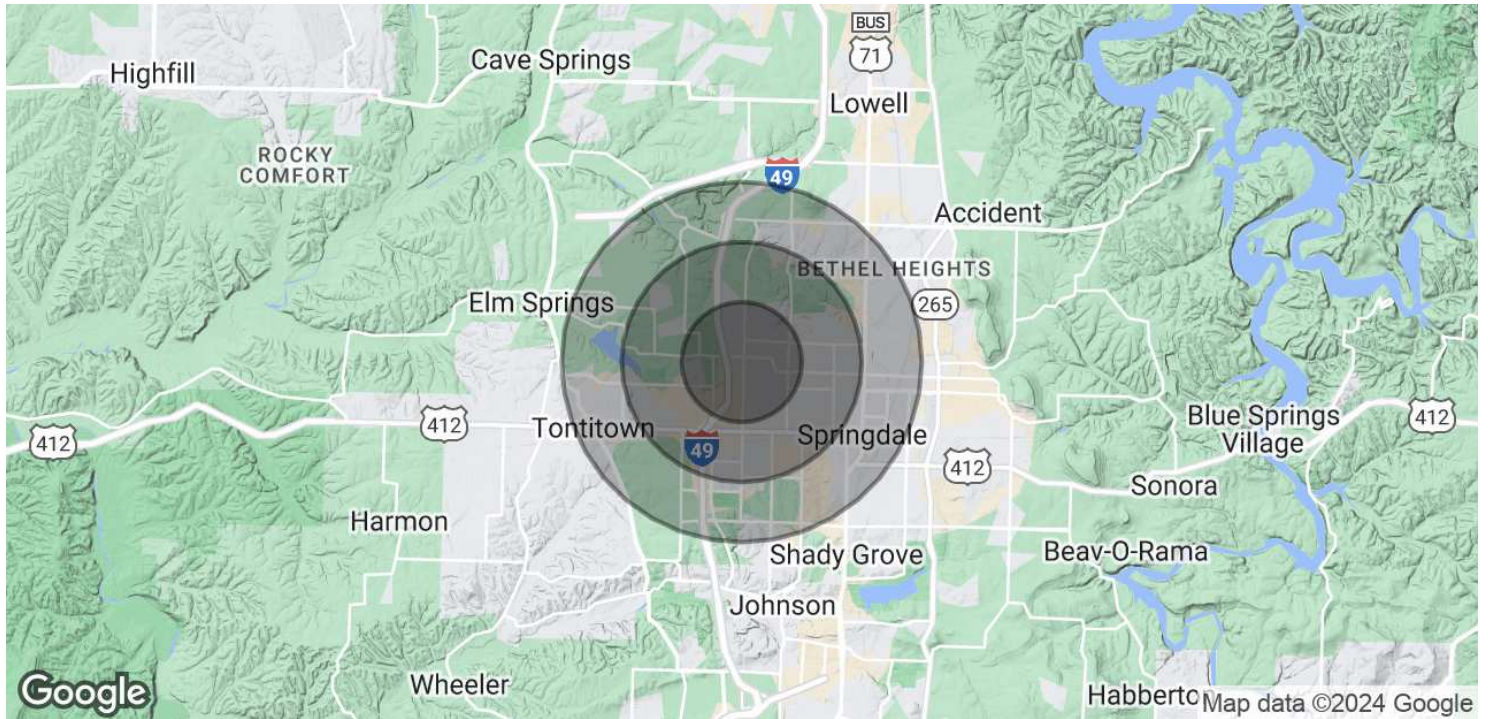 BUS
71
Cave Springs
Highfill
Lowell
ROCKY
COMFORT
49
Accident
BETHEL HEIGHTS
Elm Springs
265
412
412
Tontitown
Springdale
Blue Springs
Village
412
49
412
Sonora
Harmon
Shady Grove
Beav-O-Rama
Johnson
Wheeler
Google
Habberto
Map data ©2024 Google